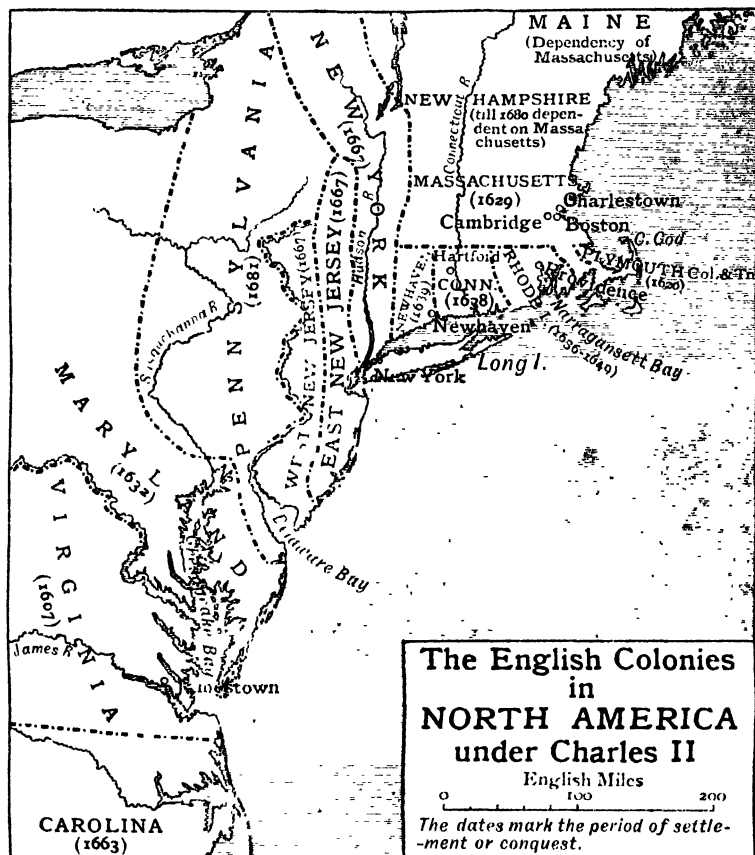 MAINE
(Dependency of
Massachusetts)
NEW HAMPSHIRE
(till 1680 depen-
dent on Massa
chusetts)
Connecticut R
MASSACHUSETTS
(1629)
Charlestown
Cambridge
Boston
C. Cod
PLYMOUTH Col. & Tn
(1620)
Hartford
CONN.
(1638)
NEWHAVEN
(1639)
RHODE I.
(1636-1649)
Providence
Narragansett Bay
Newhaven
Long I.
New York
NEW YORK
Hudson R
EAST NEW JERSEY (1667)
NEW JERSEY (1667
PENNSYLVANIA
(1681)
Susquehanna R
MARYLAND
(1632)
Bay
VIRGINIA
(1607)
James R
CAROLINA
(1663)
The English Colonies
in
NORTH AMERICA
under Charles II
English Miles
0 100 200
The dates mark the period of settle-
-ment or conquest.